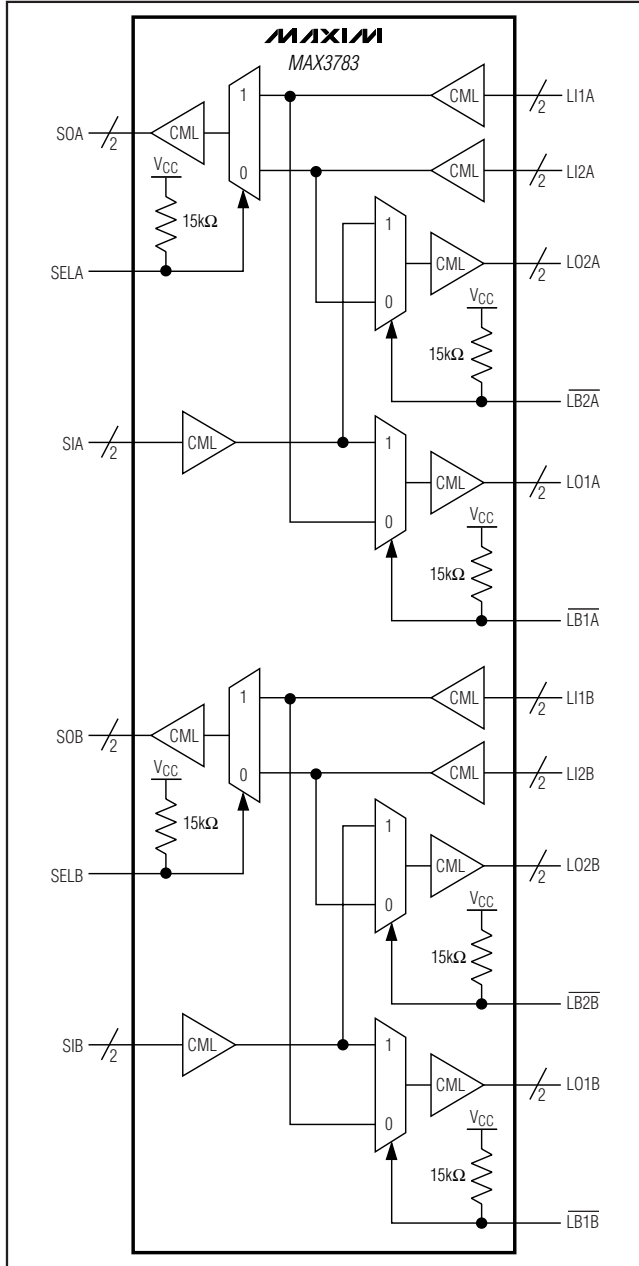 MAXIM
MAX3783
1
CML
LI1A
SOA
2
CML
2
VCC
0
CML
LI2A
2
15kΩ
1
SELA
CML
LO2A
2
VCC
0
15kΩ
LB2A
SIA
2
CML
1
CML
LO1A
2
VCC
0
15kΩ
LB1A
1
CML
LI1B
2
SOB
2
CML
VCC
0
CML
LI2B
2
15kΩ
1
SELB
CML
LO2B
2
VCC
0
15kΩ
LB2B
SIB
2
CML
1
CML
LO1B
2
VCC
0
15kΩ
LB1B